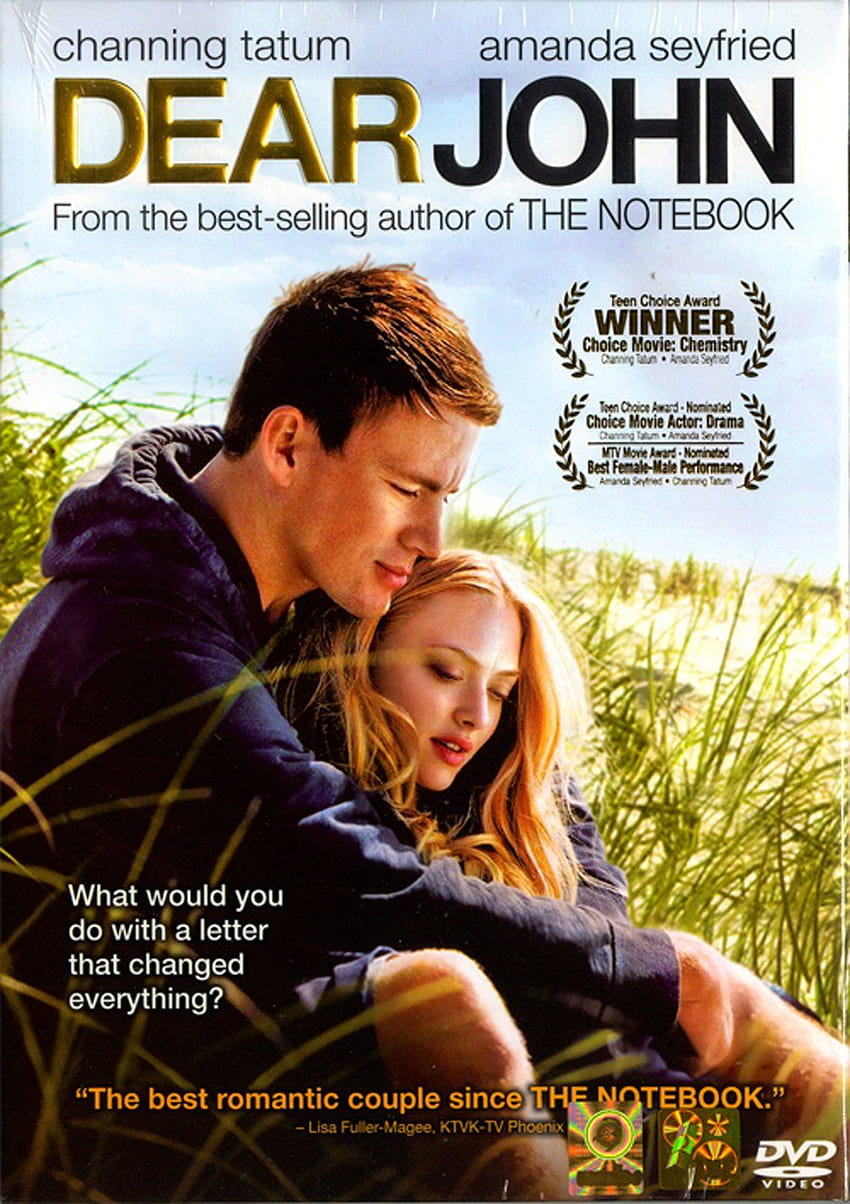 channing tatum amanda seyfried
DEAR JOHN
From the best-selling author of THE NOTEBOOK
Teen Choice Award
WINNER
Choice Movie: Chemistry
Channing Tatum • Amanda Seyfried
Teen Choice Award - Nominated
Choice Movie Actor: Drama
Channing Tatum • Amanda Seyfried
MTV Movie Award - Nominated
Best Female-Male Performance
Amanda Seyfried • Channing Tatum
What would you
do with a letter
that changed
everything?
“The best romantic couple since THE NOTEBOOK.”
– Lisa Fuller-Magee, KTVK-TV Phoenix
DVD
VIDEO